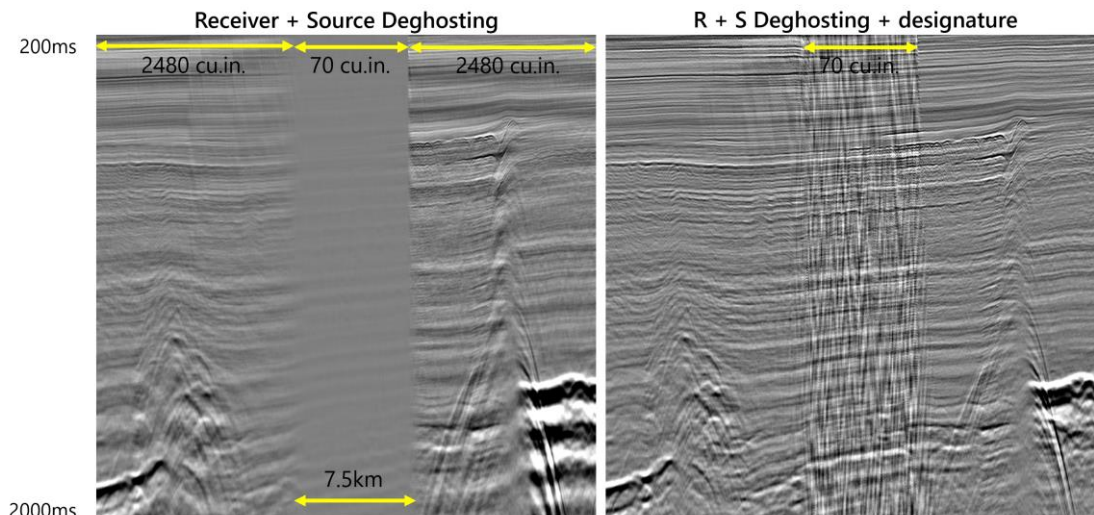 Receiver + Source Deghosting
R + S Deghosting + designature
200ms
2480 cu.in.
70 cu.in.
2480 cu.in.
70 cu.in.
7.5km
2000ms